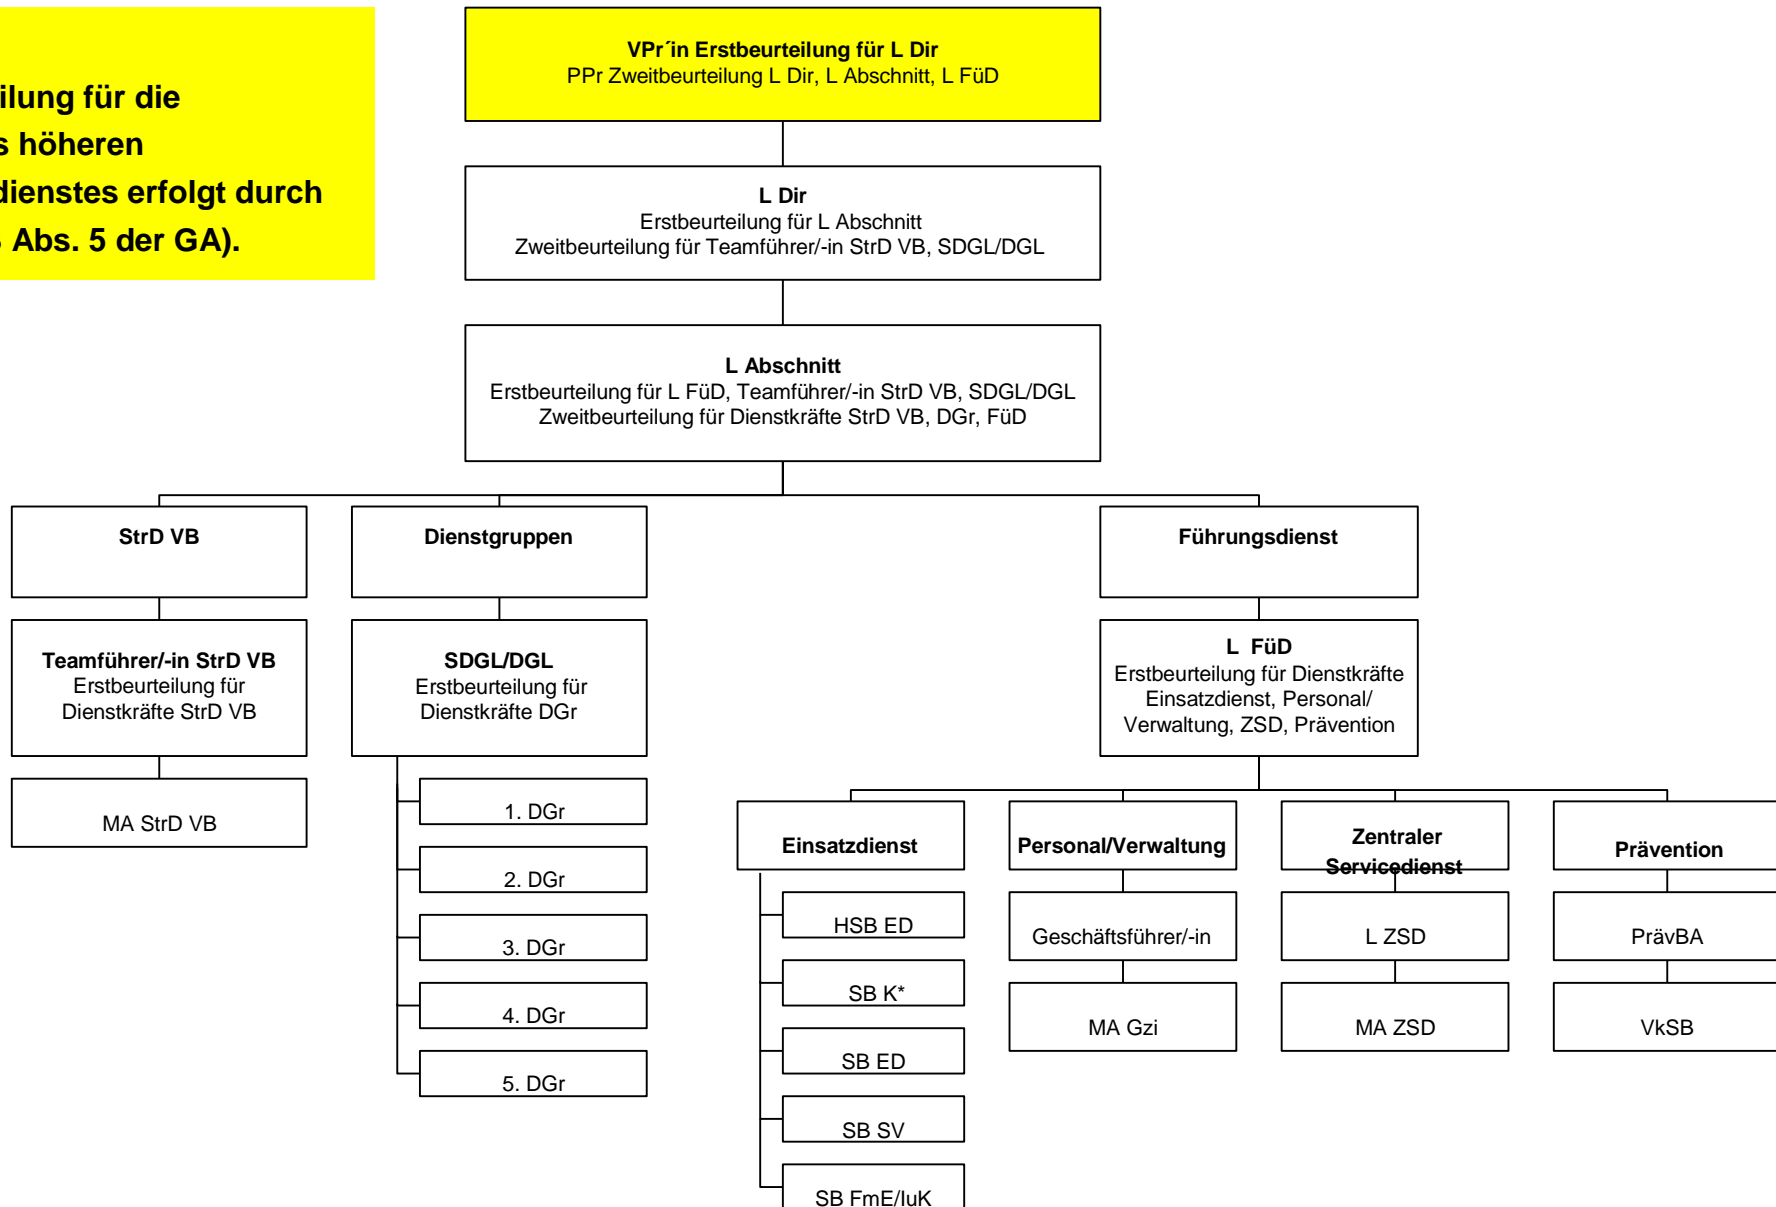 VPr´in Erstbeurteilung für L Dir
PPr Zweitbeurteilung L Dir, L Abschnitt, L FüD
für die
höheren
erfolgt durch
Abs. 5 der GA).
L Dir
Erstbeurteilung für L Abschnitt
Zweitbeurteilung für Teamführer/-in StrD VB, SDGL/DGL
L Abschnitt
Erstbeurteilung für L FüD, Teamführer/-in StrD VB, SDGL/DGL
Zweitbeurteilung für Dienstkräfte StrD VB, DGr, FüD
StrD VB
Dienstgruppen
Führungsdienst
Teamführer/-in StrD VB
Erstbeurteilung für
Dienstkräfte StrD VB
SDGL/DGL
Erstbeurteilung für
Dienstkräfte DGr
L FüD
Erstbeurteilung für Dienstkräfte
Einsatzdienst, Personal/
Verwaltung, ZSD, Prävention
MA StrD VB
1. DGr
2. DGr
3. DGr
4. DGr
5. DGr
Einsatzdienst
HSB ED
SB K*
SB ED
SB SV
SB FmE/IuK
Personal/Verwaltung
Geschäftsführer/-in
MA Gzi
Zentraler
Servicedienst
L ZSD
MA ZSD
Prävention
PrävBA
VkSB